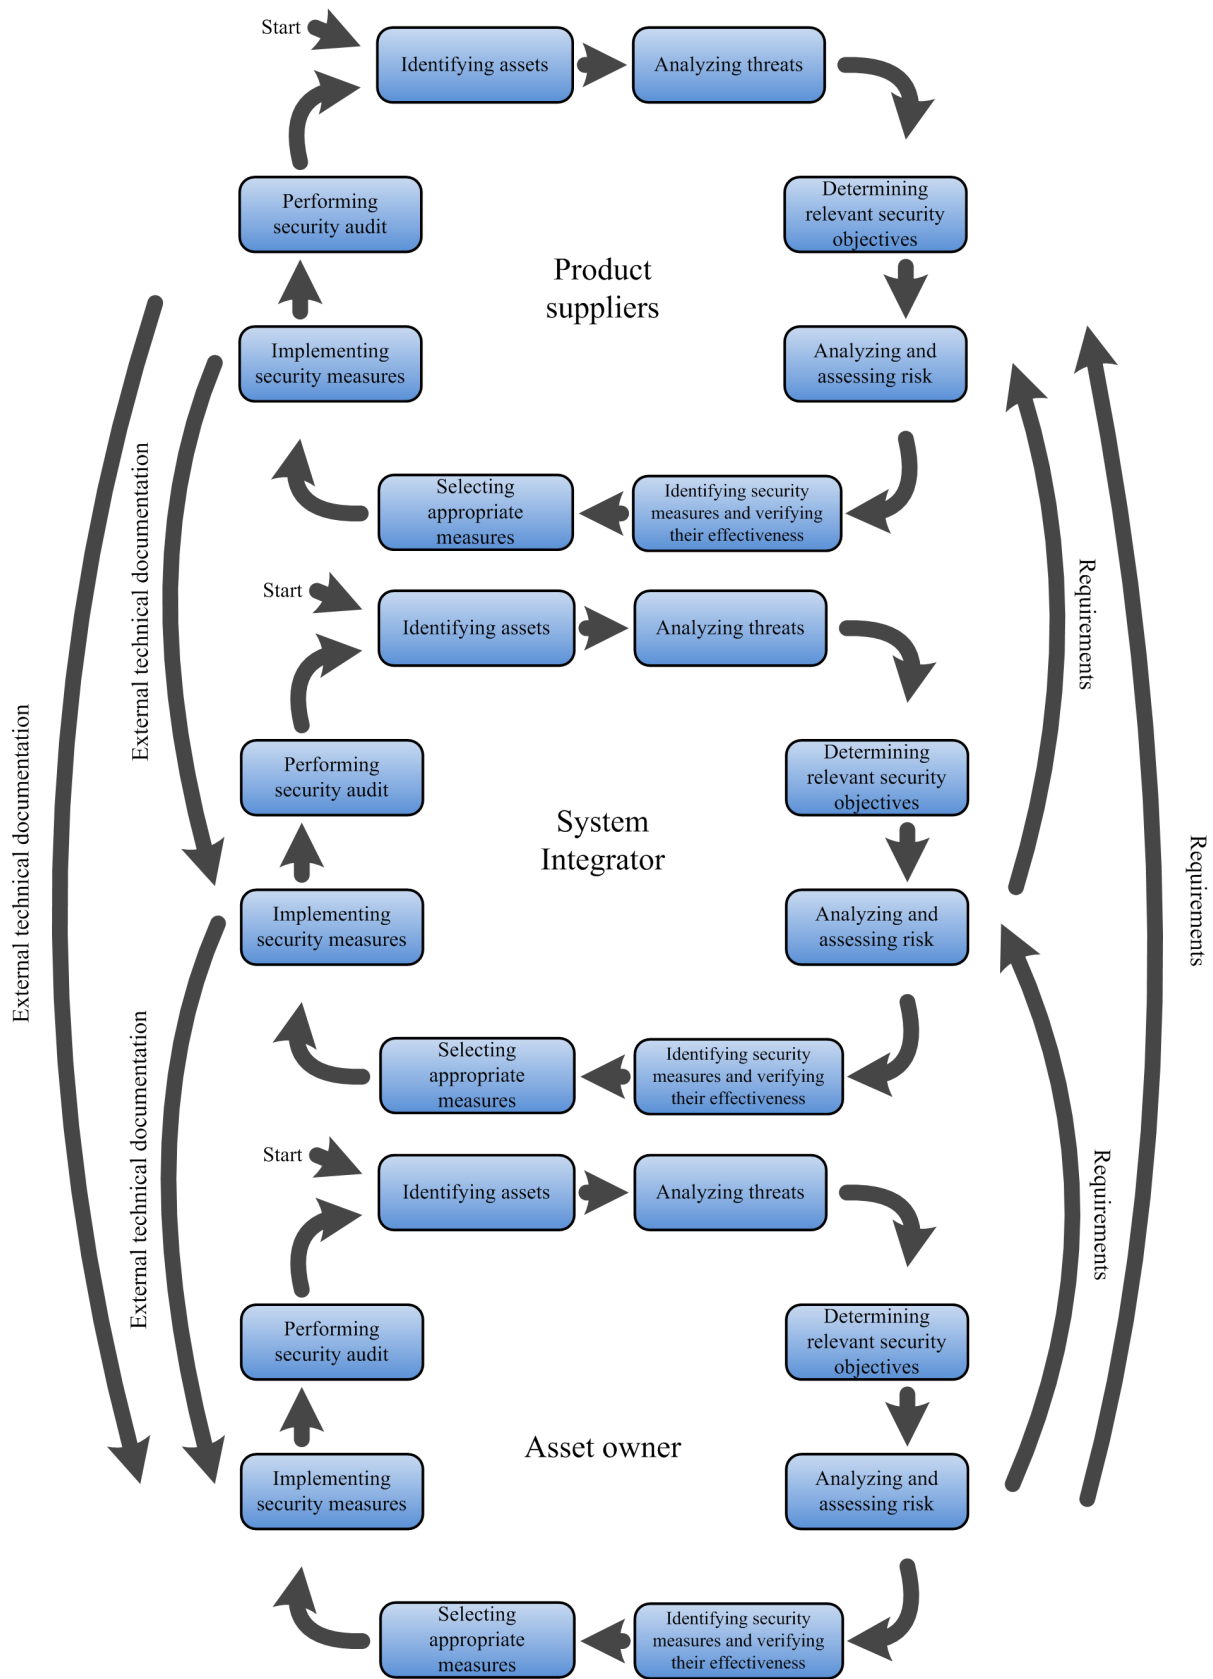 Start
Identifying assets
Analyzing threats
Performing
security audit
Determining
relevant security
objectives
Product
suppliers
Implementing
security measures
Analyzing and
assessing risk
Selecting
appropriate
measures
Identifying security
measures and verifying
their effectiveness
External technical documentation
Requirements
Start
Identifying assets
Analyzing threats
Performing
security audit
Determining
relevant security
objectives
System
Integrator
External technical documentation
Requirements
Implementing
security measures
Analyzing and
assessing risk
Selecting
appropriate
measures
Identifying security
measures and verifying
their effectiveness
External technical documentation
Requirements
Start
Identifying assets
Analyzing threats
Performing
security audit
Determining
relevant security
objectives
Asset owner
Implementing
security measures
Analyzing and
assessing risk
Selecting
appropriate
measures
Identifying security
measures and verifying
their effectiveness